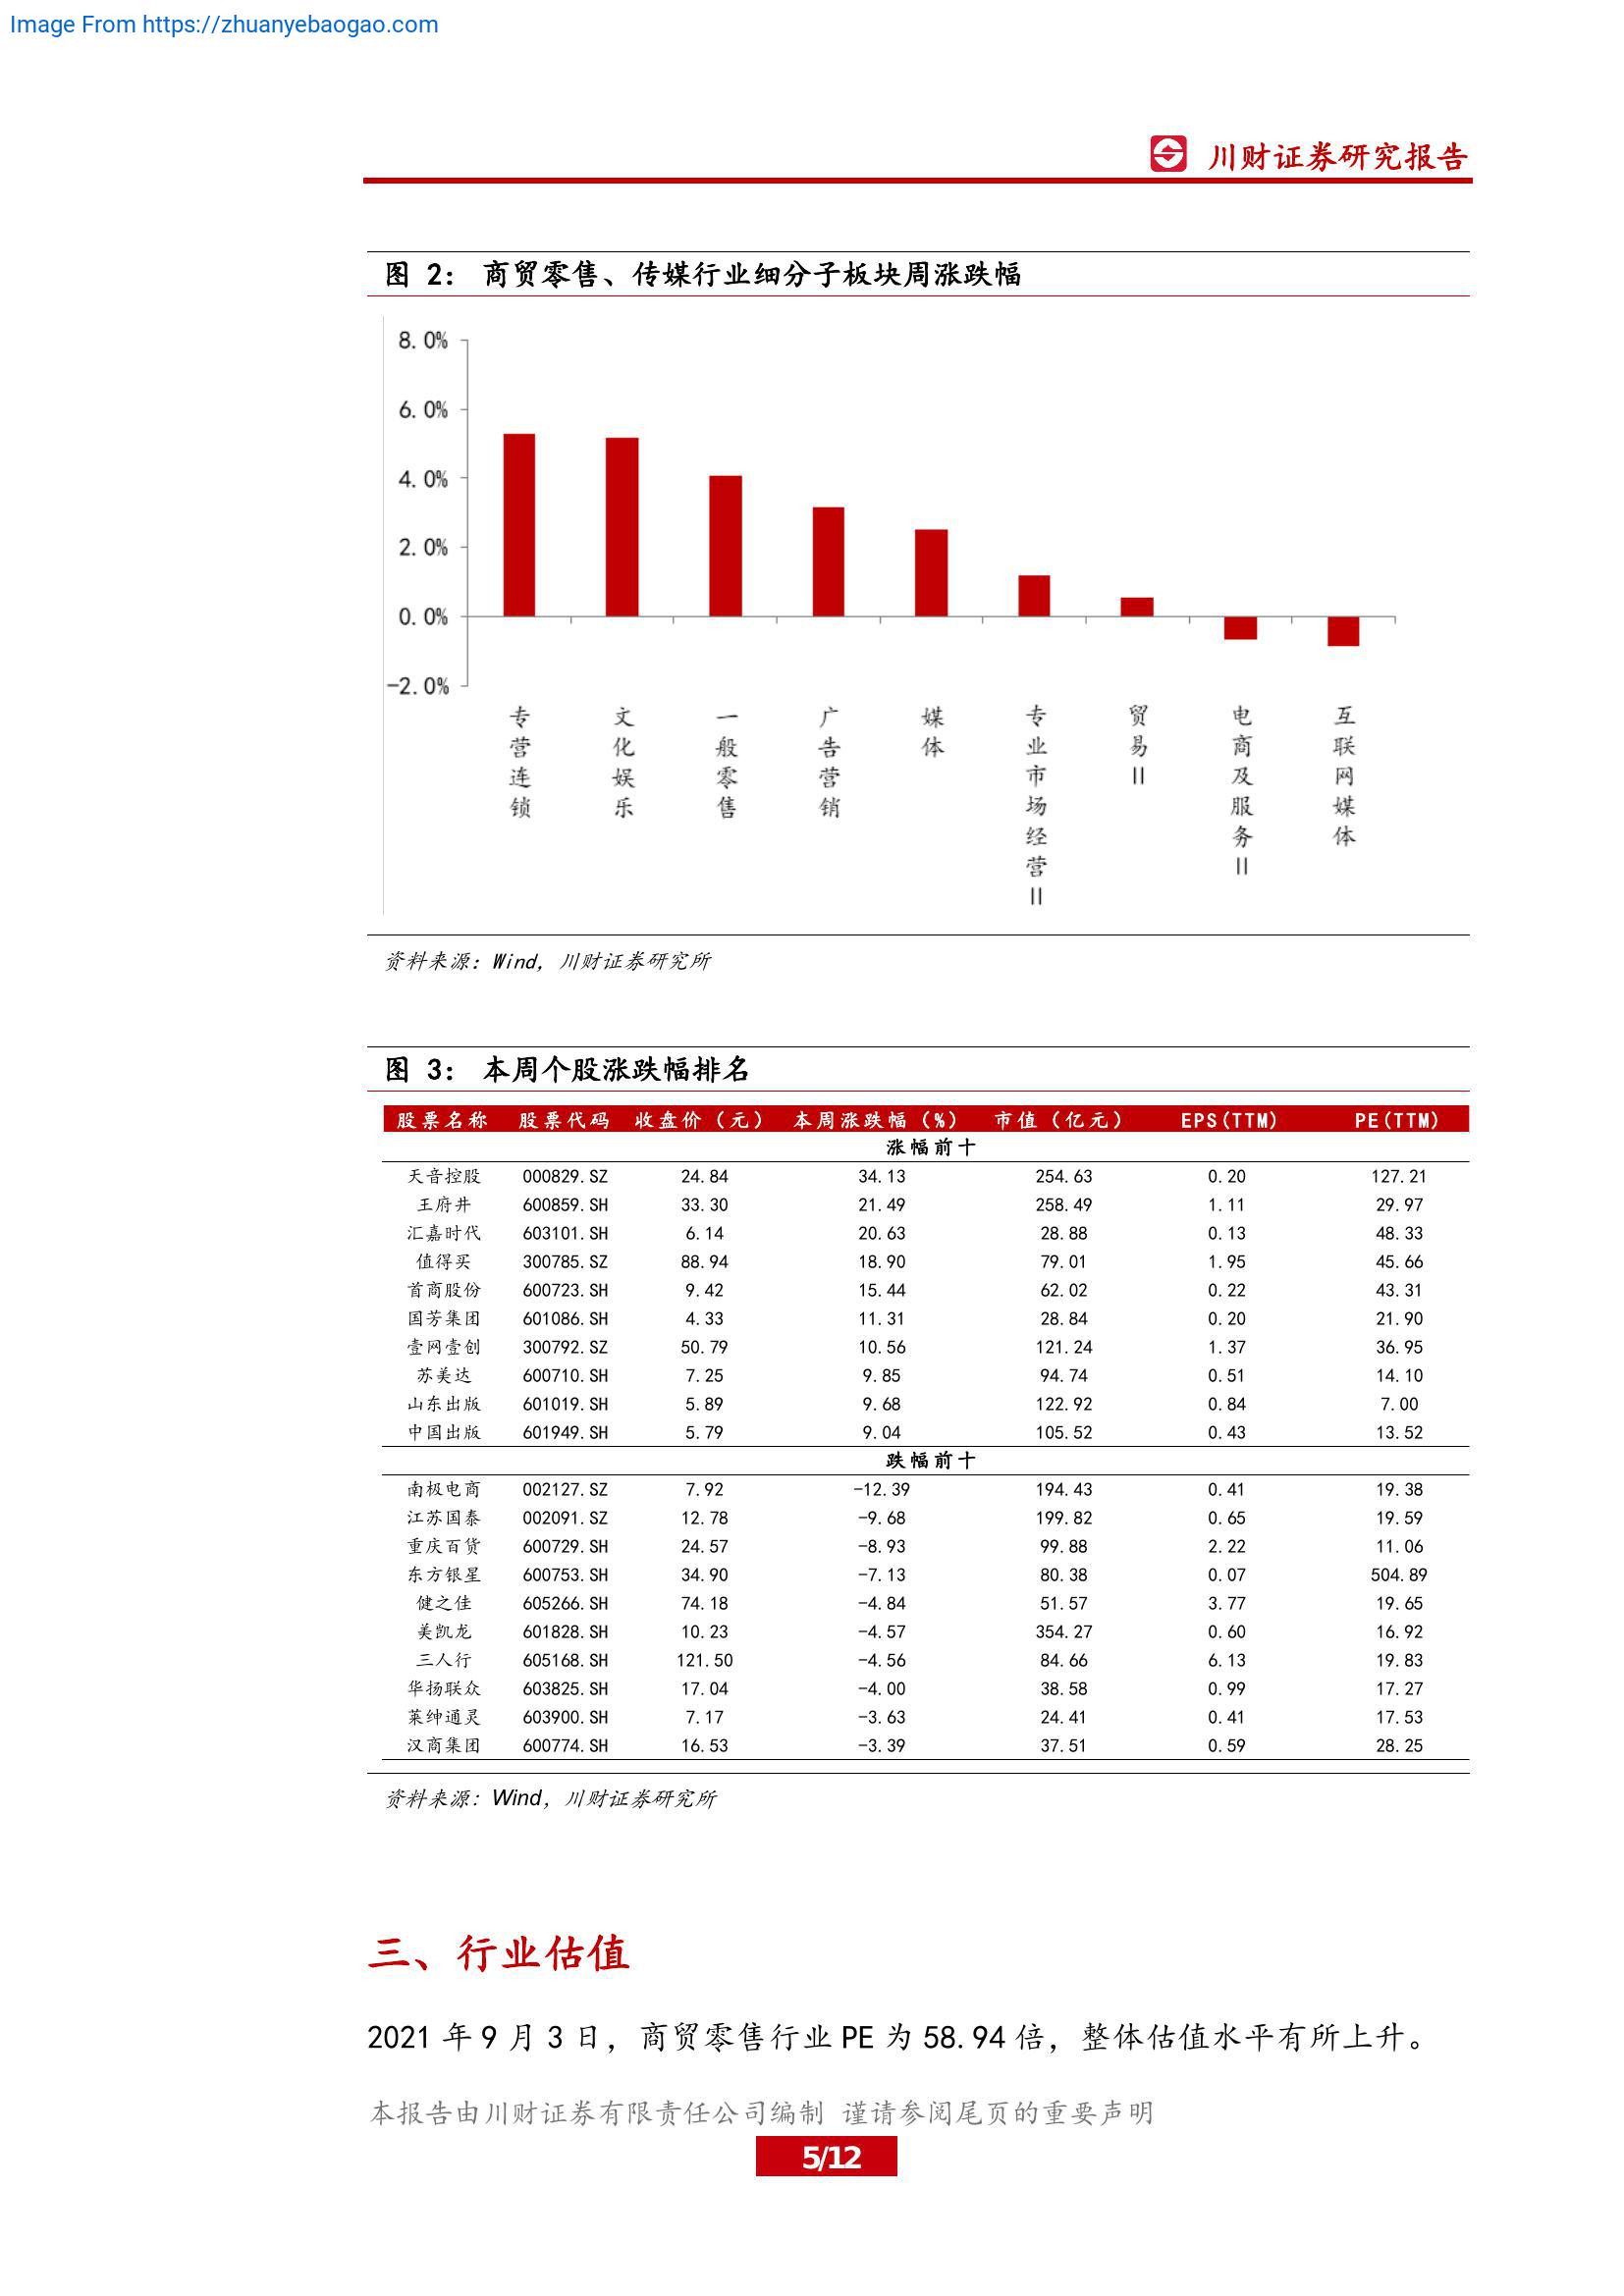 Image From https://zhuanyebaogao.com
川财证券研究报告
图 2： 商贸零售、传媒行业细分子板块周涨跌幅
8.0%
6.0%
4.0%
2.0%
0.0%
-2.0%
专营连锁
文化娱乐
一般零售
广告营销
媒体
专业市场经营II
贸易II
电商及服务II
互联网媒体
资料来源：Wind，川财证券研究所
图 3： 本周个股涨跌幅排名
股票名称 股票代码 收盘价（元） 本周涨跌幅（%） 市值（亿元） EPS(TTM) PE(TTM)
涨幅前十
天音控股 000829.SZ 24.84 34.13 254.63 0.20 127.21
王府井 600859.SH 33.30 21.49 258.49 1.11 29.97
汇嘉时代 603101.SH 6.14 20.63 28.88 0.13 48.33
值得买 300785.SZ 88.94 18.90 79.01 1.95 45.66
首商股份 600723.SH 9.42 15.44 62.02 0.22 43.31
国芳集团 601086.SH 4.33 11.31 28.84 0.20 21.90
壹网壹创 300792.SZ 50.79 10.56 121.24 1.37 36.95
苏美达 600710.SH 7.25 9.85 94.74 0.51 14.10
山东出版 601019.SH 5.89 9.68 122.92 0.84 7.00
中国出版 601949.SH 5.79 9.04 105.52 0.43 13.52
跌幅前十
南极电商 002127.SZ 7.92 -12.39 194.43 0.41 19.38
江苏国泰 002091.SZ 12.78 -9.68 199.82 0.65 19.59
重庆百货 600729.SH 24.57 -8.93 99.88 2.22 11.06
东方银星 600753.SH 34.90 -7.13 80.38 0.07 504.89
健之佳 605266.SH 74.18 -4.84 51.57 3.77 19.65
美凯龙 601828.SH 10.23 -4.57 354.27 0.60 16.92
三人行 605168.SH 121.50 -4.56 84.66 6.13 19.83
华扬联众 603825.SH 17.04 -4.00 38.58 0.99 17.27
莱绅通灵 603900.SH 7.17 -3.63 24.41 0.41 17.53
汉商集团 600774.SH 16.53 -3.39 37.51 0.59 28.25
资料来源：Wind，川财证券研究所
三、行业估值
2021 年 9 月 3 日，商贸零售行业 PE 为 58.94 倍，整体估值水平有所上升。
本报告由川财证券有限责任公司编制 谨请参阅尾页的重要声明
5/12